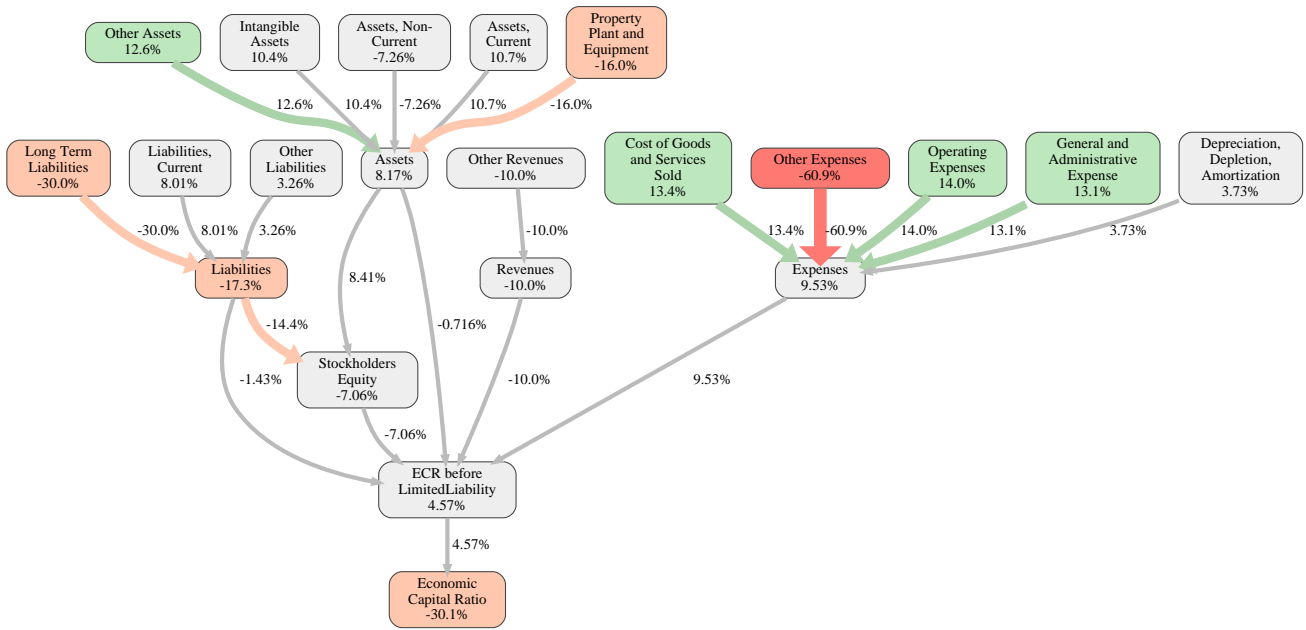 Other Assets
12.6%
Intangible
Assets
10.4%
Assets, Non-
Current
-7.26%
Assets,
Current
10.7%
Property
Plant and
Equipment
-16.0%
12.6%
10.4%
-7.26%
10.7%
-16.0%
Long Term
Liabilities
-30.0%
Liabilities,
Current
8.01%
Other
Liabilities
3.26%
Assets
8.17%
Other Revenues
-10.0%
Cost of Goods
and Services
Sold
13.4%
Other Expenses
-60.9%
Operating
Expenses
14.0%
General and
Administrative
Expense
13.1%
Depreciation,
Depletion,
Amortization
3.73%
-30.0%
8.01%
3.26%
-10.0%
13.4%
-60.9%
14.0%
13.1%
3.73%
Liabilities
-17.3%
8.41%
Revenues
-10.0%
Expenses
9.53%
-14.4%
-0.716%
Stockholders
Equity
-7.06%
-1.43%
-10.0%
9.53%
-7.06%
ECR before
LimitedLiability
4.57%
4.57%
Economic
Capital Ratio
-30.1%